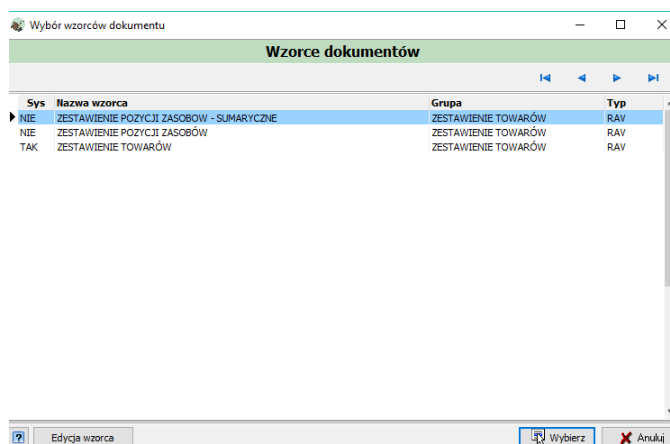 Wybór wzorców dokumentu
Wzorce dokumentów
Sys Nazwa wzorca Grupa Typ
NIE ZESTAWIENIE POZYCJI ZASOBOW - SUMARYCZNE ZESTAWIENIE TOWARÓW RAV
NIE ZESTAWIENIE POZYCJI ZASOBÓW ZESTAWIENIE TOWARÓW RAV
TAK ZESTAWIENIE TOWARÓW ZESTAWIENIE TOWARÓW RAV
? Edycja wzorca Wybierz Anuluj